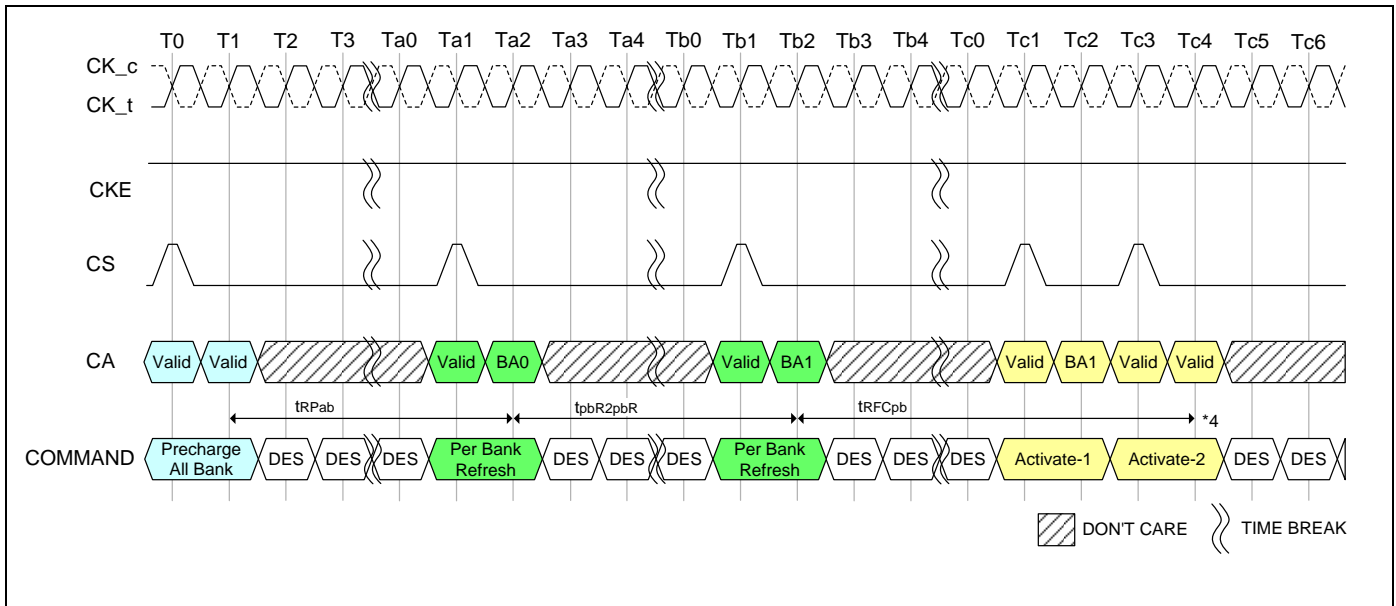 T0 T1 T2 T3 Ta0 Ta1 Ta2 Ta3 Ta4 Tb0 Tb1 Tb2 Tb3 Tb4 Tc0 Tc1 Tc2 Tc3 Tc4 Tc5 Tc6
CK_c
CK_t
CKE
CS
CA Valid Valid Valid BA0 Valid BA1 Valid BA1 Valid Valid
tRPab tpbR2pbR tRFCpb *4
COMMAND Precharge All Bank DES DES DES Per Bank Refresh DES DES DES Per Bank Refresh DES DES DES Activate-1 Activate-2 DES DES
DON'T CARE TIME BREAK